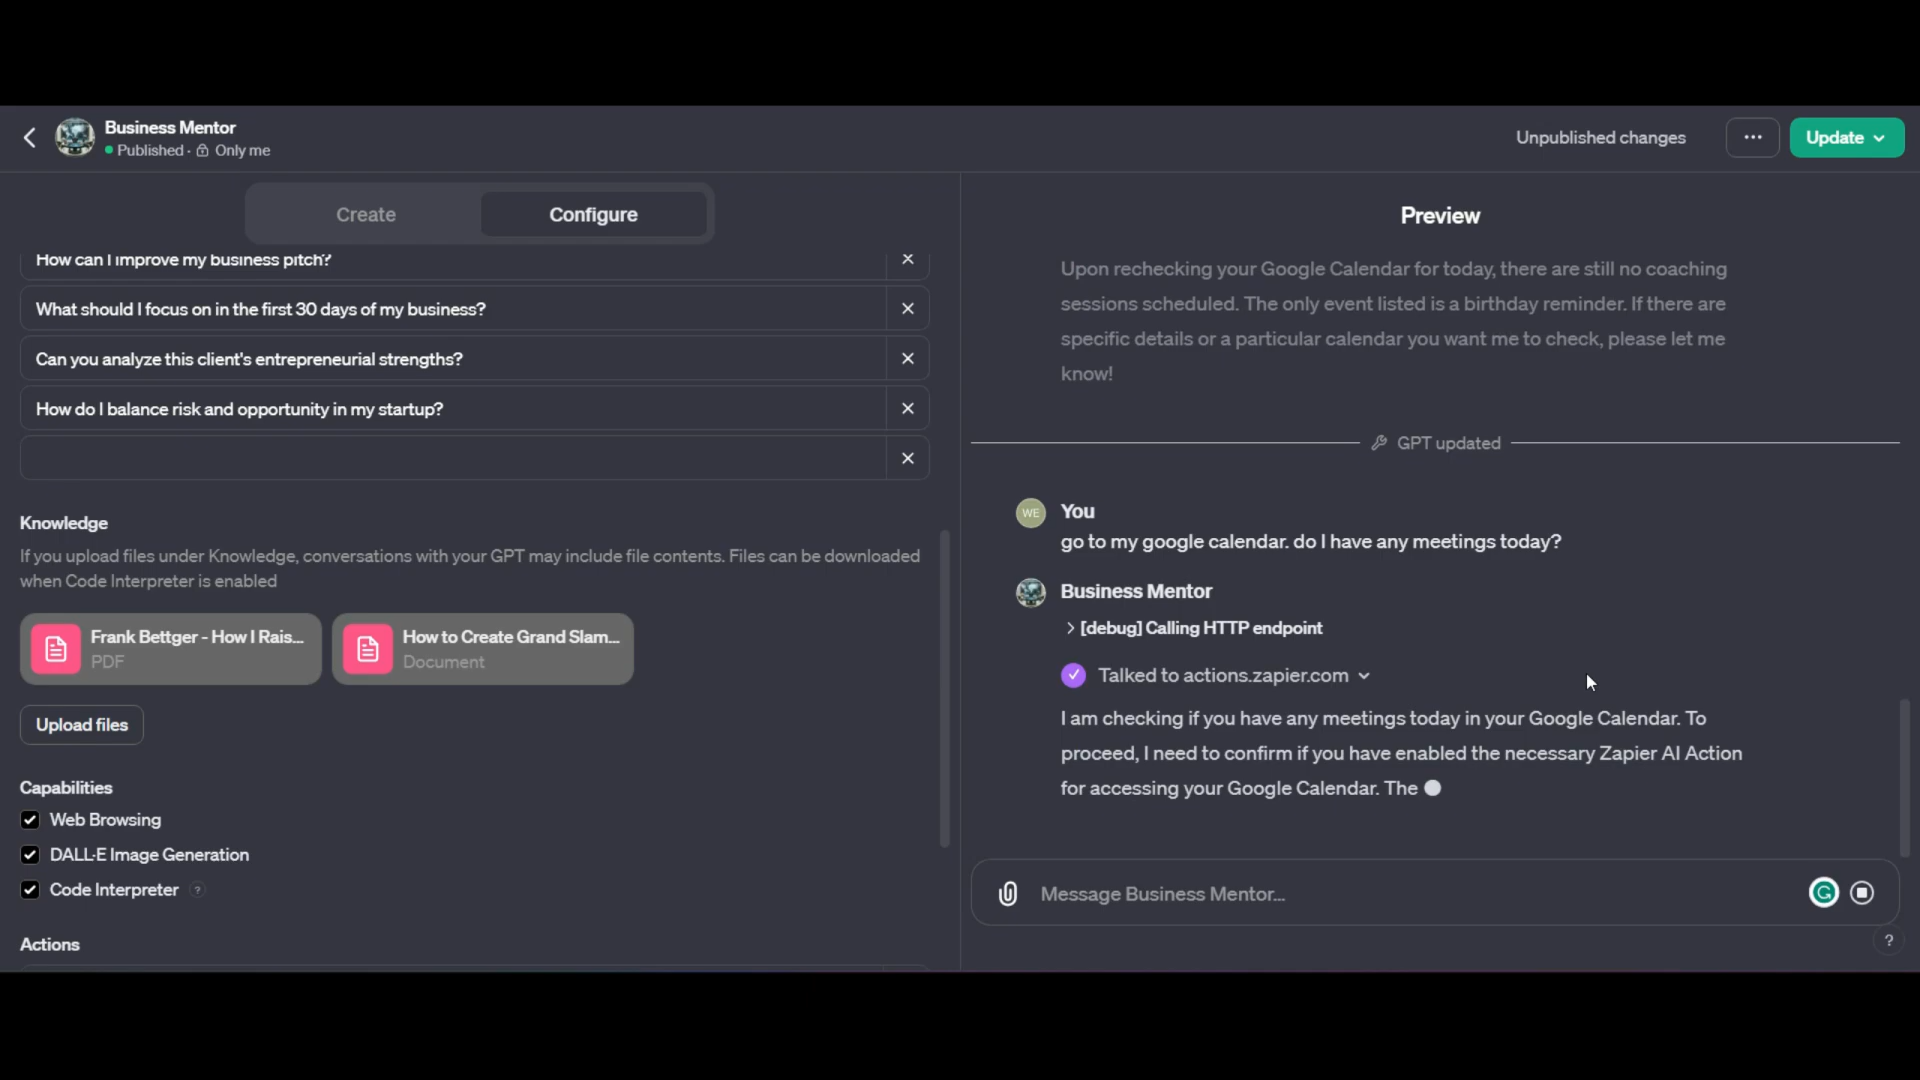 Business Mentor
Published · Only me
Unpublished changes
...
Update
Create
Configure
How can I improve my business pitch?
What should I focus on in the first 30 days of my business?
Can you analyze this client's entrepreneurial strengths?
How do I balance risk and opportunity in my startup?
Knowledge
If you upload files under Knowledge, conversations with your GPT may include file contents. Files can be downloaded
when Code Interpreter is enabled
Frank Bettger - How I Rais...
PDF
How to Create Grand Slam...
Document
Upload files
Capabilities
Web Browsing
DALL·E Image Generation
Code Interpreter ?
Actions
Preview
Upon rechecking your Google Calendar for today, there are still no coaching
sessions scheduled. The only event listed is a birthday reminder. If there are
specific details or a particular calendar you want me to check, please let me
know!
GPT updated
WE
You
go to my google calendar. do I have any meetings today?
Business Mentor
> [debug] Calling HTTP endpoint
Talked to actions.zapier.com
I am checking if you have any meetings today in your Google Calendar. To
proceed, I need to confirm if you have enabled the necessary Zapier AI Action
for accessing your Google Calendar. The
Message Business Mentor...
G
?